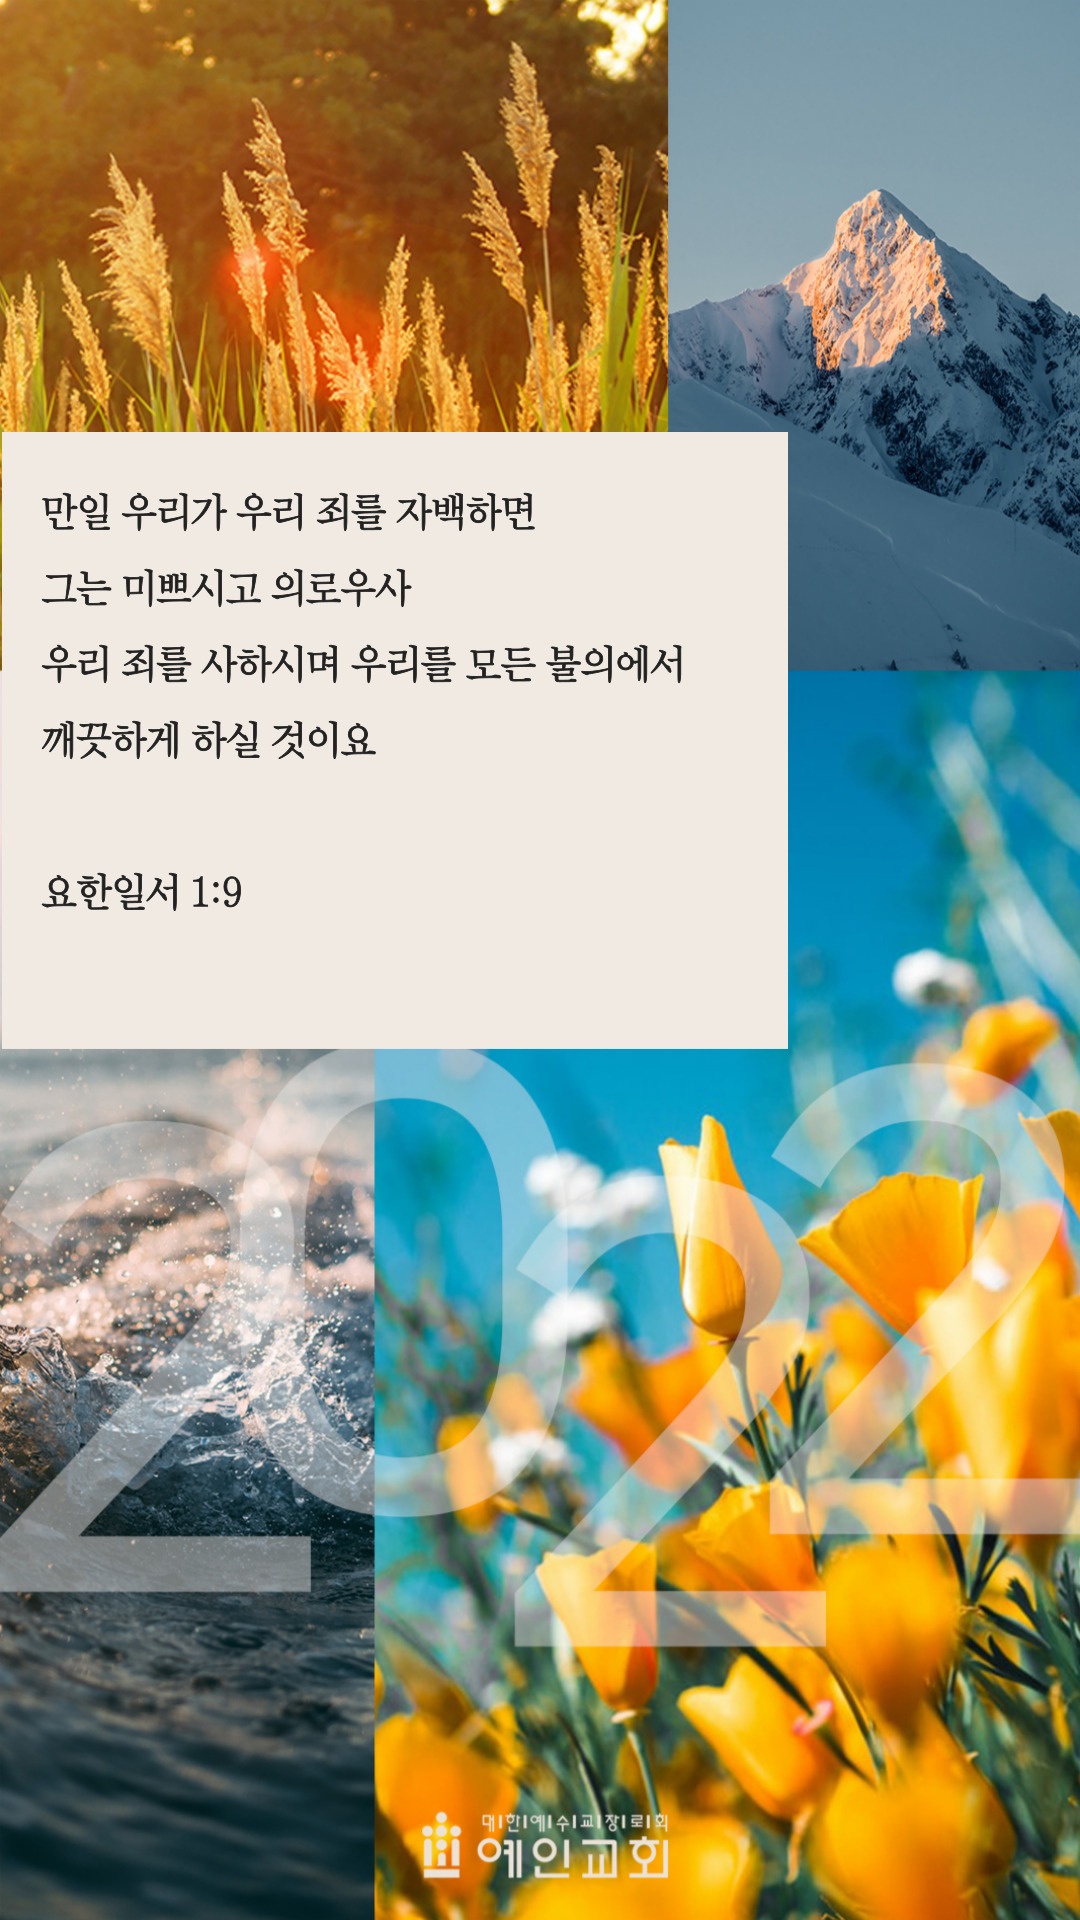 만일 우리가 우리 죄를 자백하면
그는 미쁘시고 의로우사
우리 죄를 사하시며 우리를 모든 불의에서
깨끗하게 하실 것이요
요한일서 1:9
2022
대한예수교장로회
예인교회